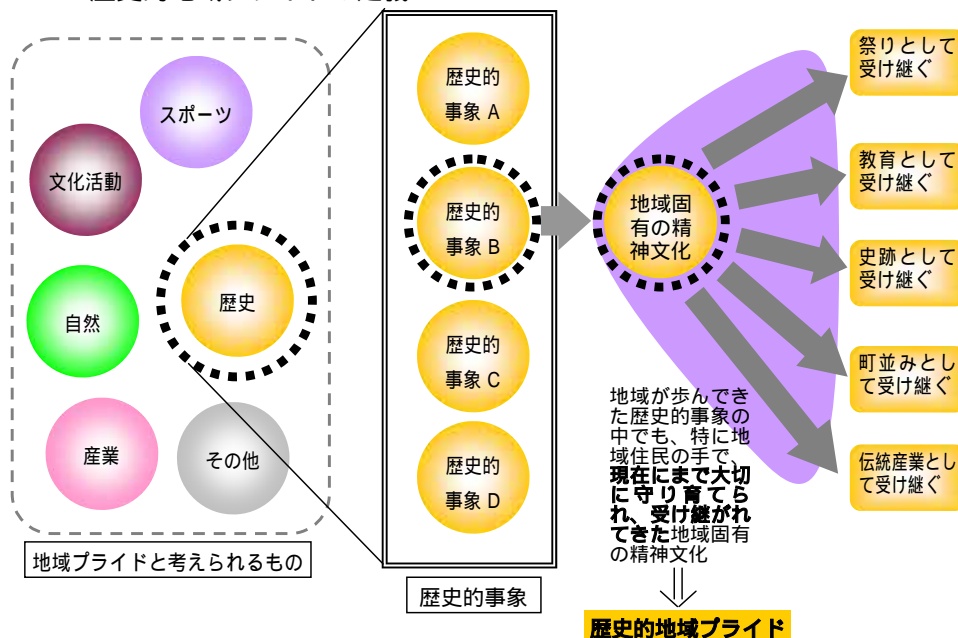 スポーツ
文化活動
自然
歴史
産業
その他
地域プライドと考えられるもの
歴史的
事象 A
歴史的
事象 B
歴史的
事象 C
歴史的
事象 D
歴史的事象
地域固
有の精
神文化
地域が歩んでき
た歴史的事象の
中でも、特に地
域住民の手で、
現在にまで大切
に守り育てら
れ、受け継がれ
てきた地域固有
の精神文化
歴史的地域プライド
祭りとして
受け継ぐ
教育として
受け継ぐ
史跡として
受け継ぐ
町並みとし
て受け継ぐ
伝統産業とし
て受け継ぐ